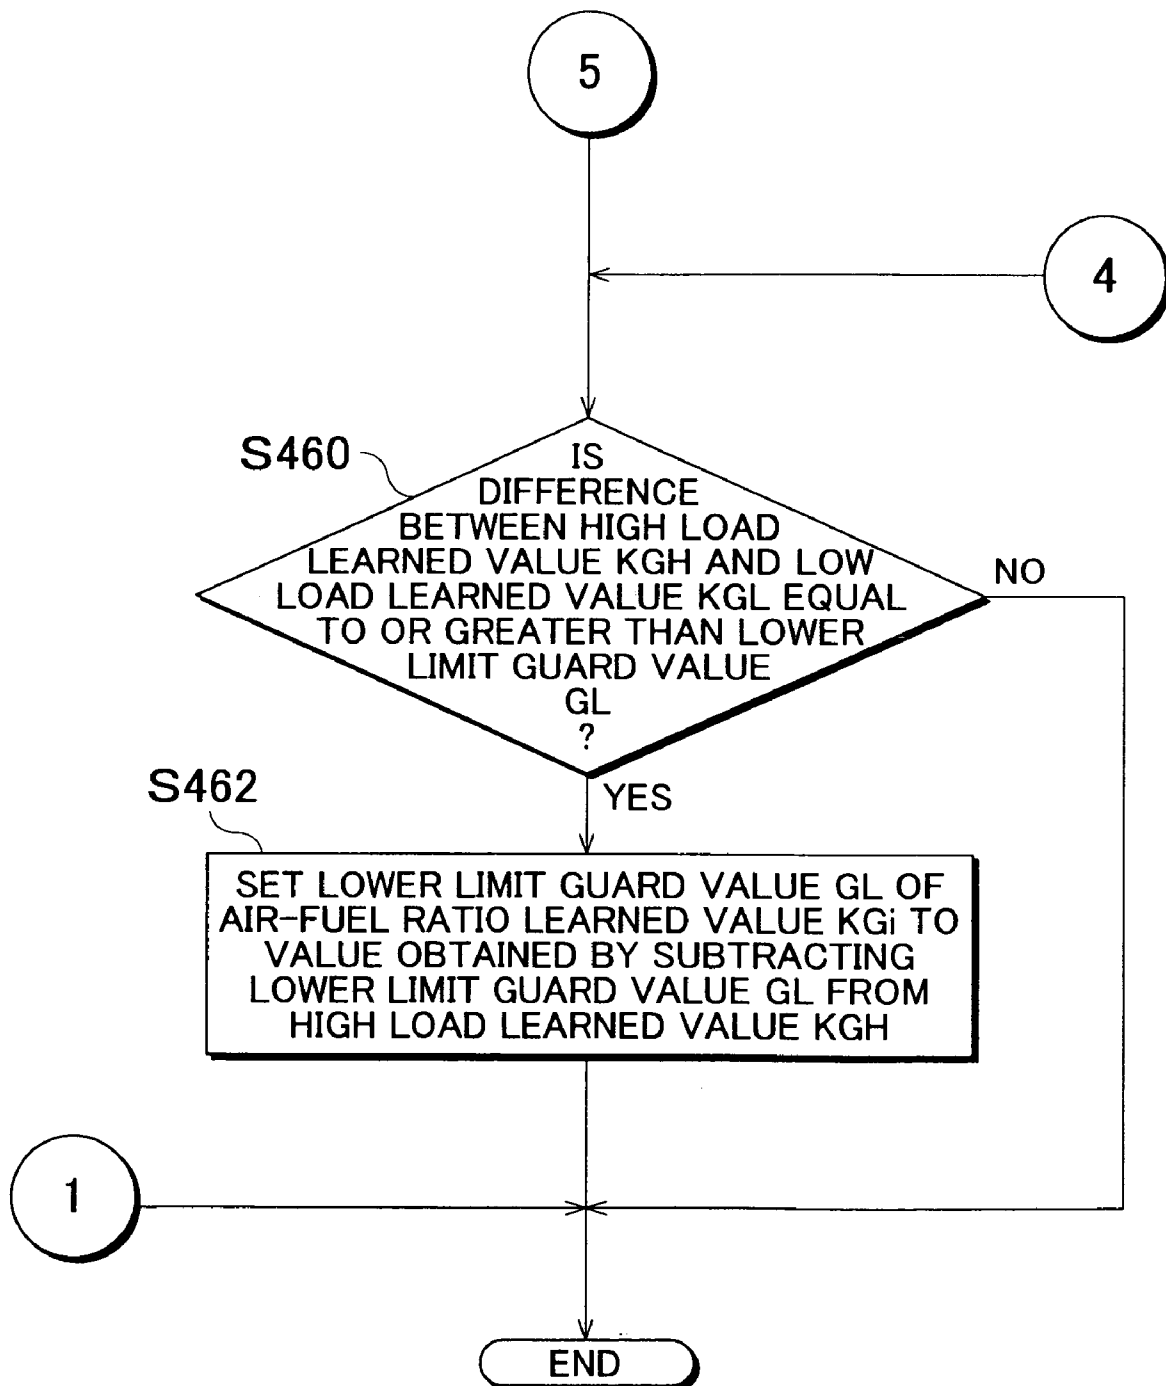 5
4
S460
IS
DIFFERENCE
BETWEEN HIGH LOAD
LEARNED VALUE KGH AND LOW
LOAD LEARNED VALUE KGL EQUAL
TO OR GREATER THAN LOWER
LIMIT GUARD VALUE
GL
?
NO
YES
S462
SET LOWER LIMIT GUARD VALUE GL OF
AIR-FUEL RATIO LEARNED VALUE KGi TO
VALUE OBTAINED BY SUBTRACTING
LOWER LIMIT GUARD VALUE GL FROM
HIGH LOAD LEARNED VALUE KGH
1
END